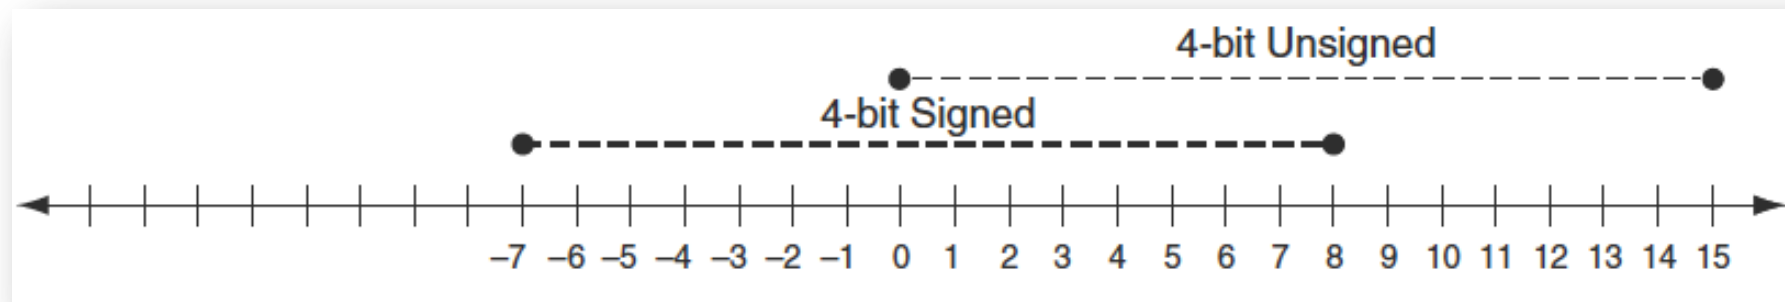 4-bit Unsigned
4-bit Signed
–7 –6 –5 –4 –3 –2 –1 0 1 2 3 4 5 6 7 8 9 10 11 12 13 14 15